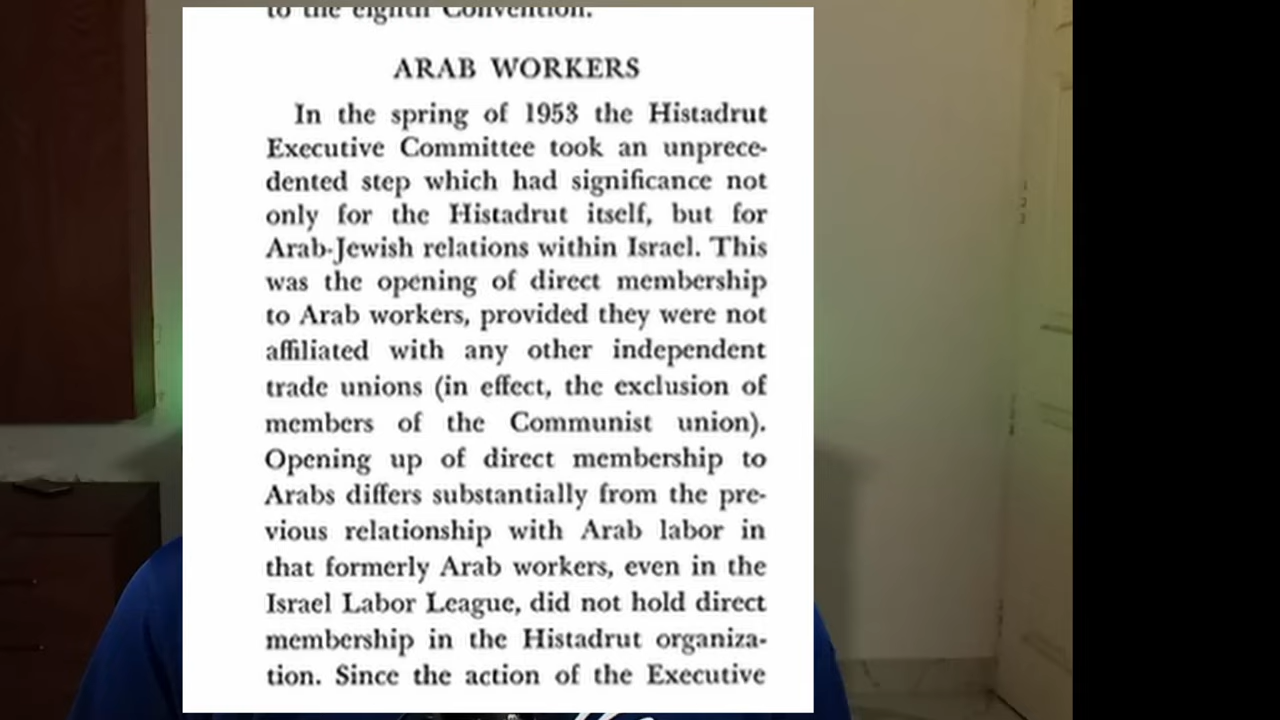 to the eighth Convention.
ARAB WORKERS
In the spring of 1953 the Histadrut
Executive Committee took an unprece-
dented step which had significance not
only for the Histadrut itself, but for
Arab-Jewish relations within Israel. This
was the opening of direct membership
to Arab workers, provided they were not
affiliated with any other independent
trade unions (in effect, the exclusion of
members of the Communist union).
Opening up of direct membership to
Arabs differs substantially from the pre-
vious relationship with Arab labor in
that formerly Arab workers, even in the
Israel Labor League, did not hold direct
membership in the Histadrut organiza-
tion. Since the action of the Executive